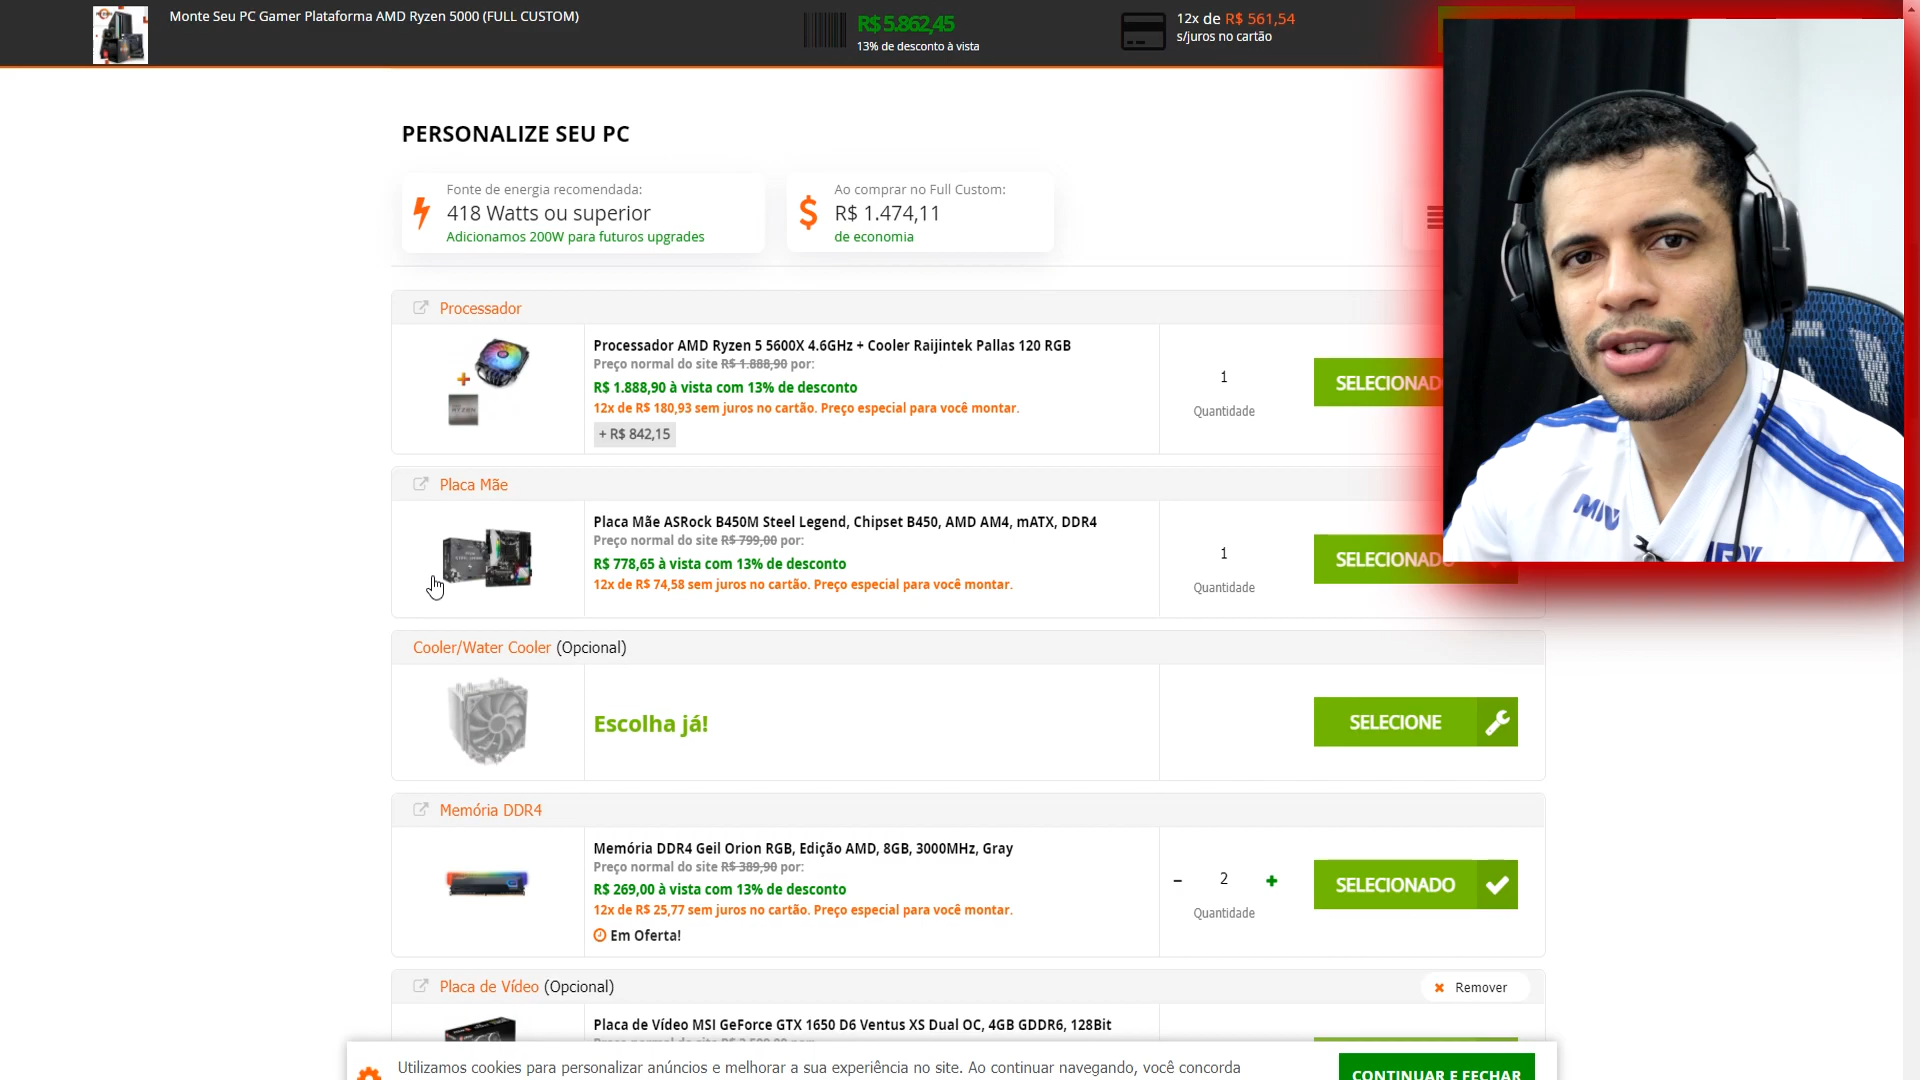 Monte Seu PC Gamer Plataforma AMD Ryzen 5000 (FULL CUSTOM)
R$ 5.862,45
13% de desconto à vista
12x de R$ 561,54
s/juros no cartão
PERSONALIZE SEU PC
Fonte de energia recomendada:
418 Watts ou superior
Adicionamos 200W para futuros upgrades
Ao comprar no Full Custom:
R$ 1.474,11
de economia
Processador
Processador AMD Ryzen 5 5600X 4.6GHz + Cooler Raijintek Pallas 120 RGB
Preço normal do site R$ 1.888,90 por:
R$ 1.888,90 à vista com 13% de desconto
12x de R$ 180,93 sem juros no cartão. Preço especial para você montar.
+ R$ 842,15
1
Quantidade
SELECIONAD
Placa Mãe
Placa Mãe ASRock B450M Steel Legend, Chipset B450, AMD AM4, mATX, DDR4
Preço normal do site R$ 799,00 por:
R$ 778,65 à vista com 13% de desconto
12x de R$ 74,58 sem juros no cartão. Preço especial para você montar.
1
Quantidade
SELECIONADO
Cooler/Water Cooler (Opcional)
Escolha já!
SELECIONE
Memória DDR4
Memória DDR4 Geil Orion RGB, Edição AMD, 8GB, 3000MHz, Gray
Preço normal do site R$ 389,90 por:
R$ 269,00 à vista com 13% de desconto
12x de R$ 25,77 sem juros no cartão. Preço especial para você montar.
Em Oferta!
– 2 +
Quantidade
SELECIONADO
Placa de Vídeo (Opcional)
Remover
Placa de Vídeo MSI GeForce GTX 1650 D6 Ventus XS Dual OC, 4GB GDDR6, 128Bit
Utilizamos cookies para personalizar anúncios e melhorar a sua experiência no site. Ao continuar navegando, você concorda
CONTINUAR E FECHAR